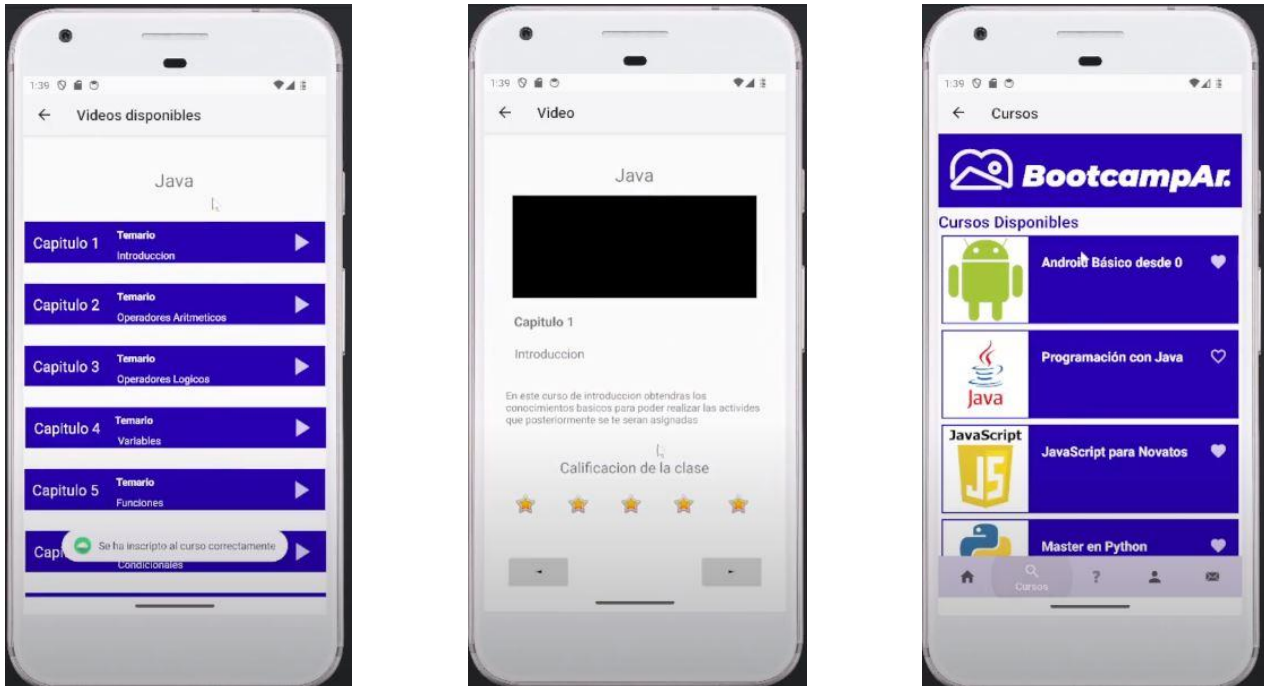 1:39
Videos disponibles
Java
Capitulo 1
Temario
Introduccion
Capitulo 2
Temario
Operadores Aritmeticos
Capitulo 3
Temario
Operadores Logicos
Capitulo 4
Temario
Variables
Capitulo 5
Temario
Funciones
Capi
Se ha inscripto al curso correctamente
Condicionales
1:39
Video
Java
Capitulo 1
Introduccion
En este curso de introduccion obtendras los
conocimientos basicos para poder realizar las activides
que posteriormente se te seran asignadas
Calificacion de la clase
1:39
Cursos
BootcampAr.
Cursos Disponibles
Android Básico desde 0
Java
Programación con Java
JavaScript
JS
JavaScript para Novatos
Master en Python
?
Cursos